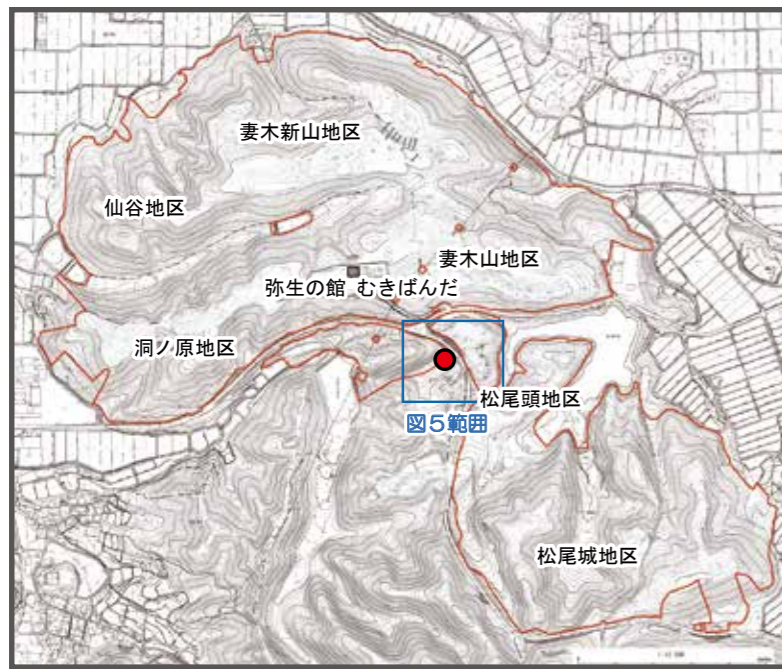 妻木新山地区
仙谷地区
妻木山地区
弥生の館 むきばんだ
洞ノ原地区
松尾頭地区
図5範囲
松尾城地区